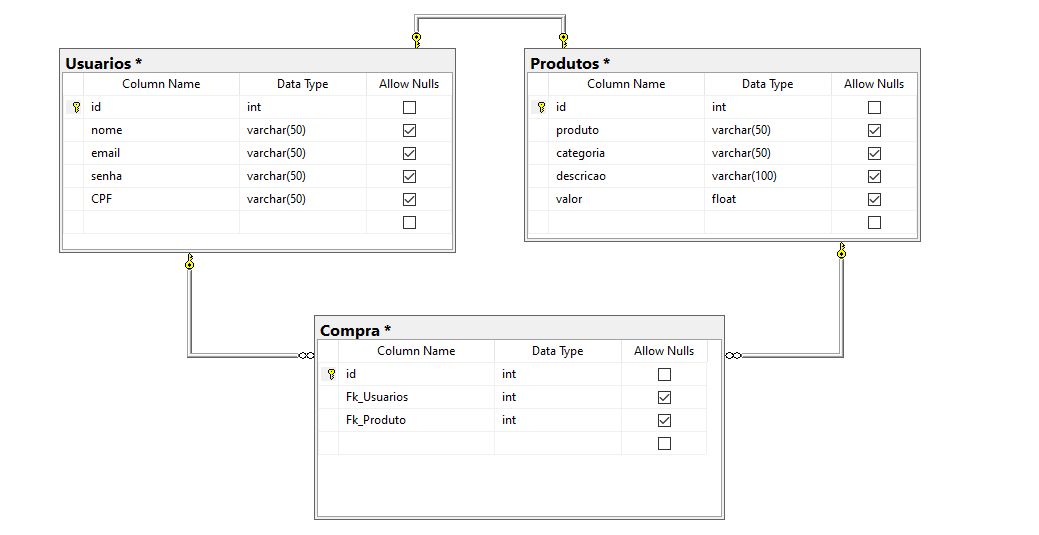 Usuarios *
Column Name Data Type Allow Nulls
id int
nome varchar(50)
email varchar(50)
senha varchar(50)
CPF varchar(50)
Produtos *
Column Name Data Type Allow Nulls
id int
produto varchar(50)
categoria varchar(50)
descricao varchar(100)
valor float
Compra *
Column Name Data Type Allow Nulls
id int
Fk_Usuarios int
Fk_Produto int